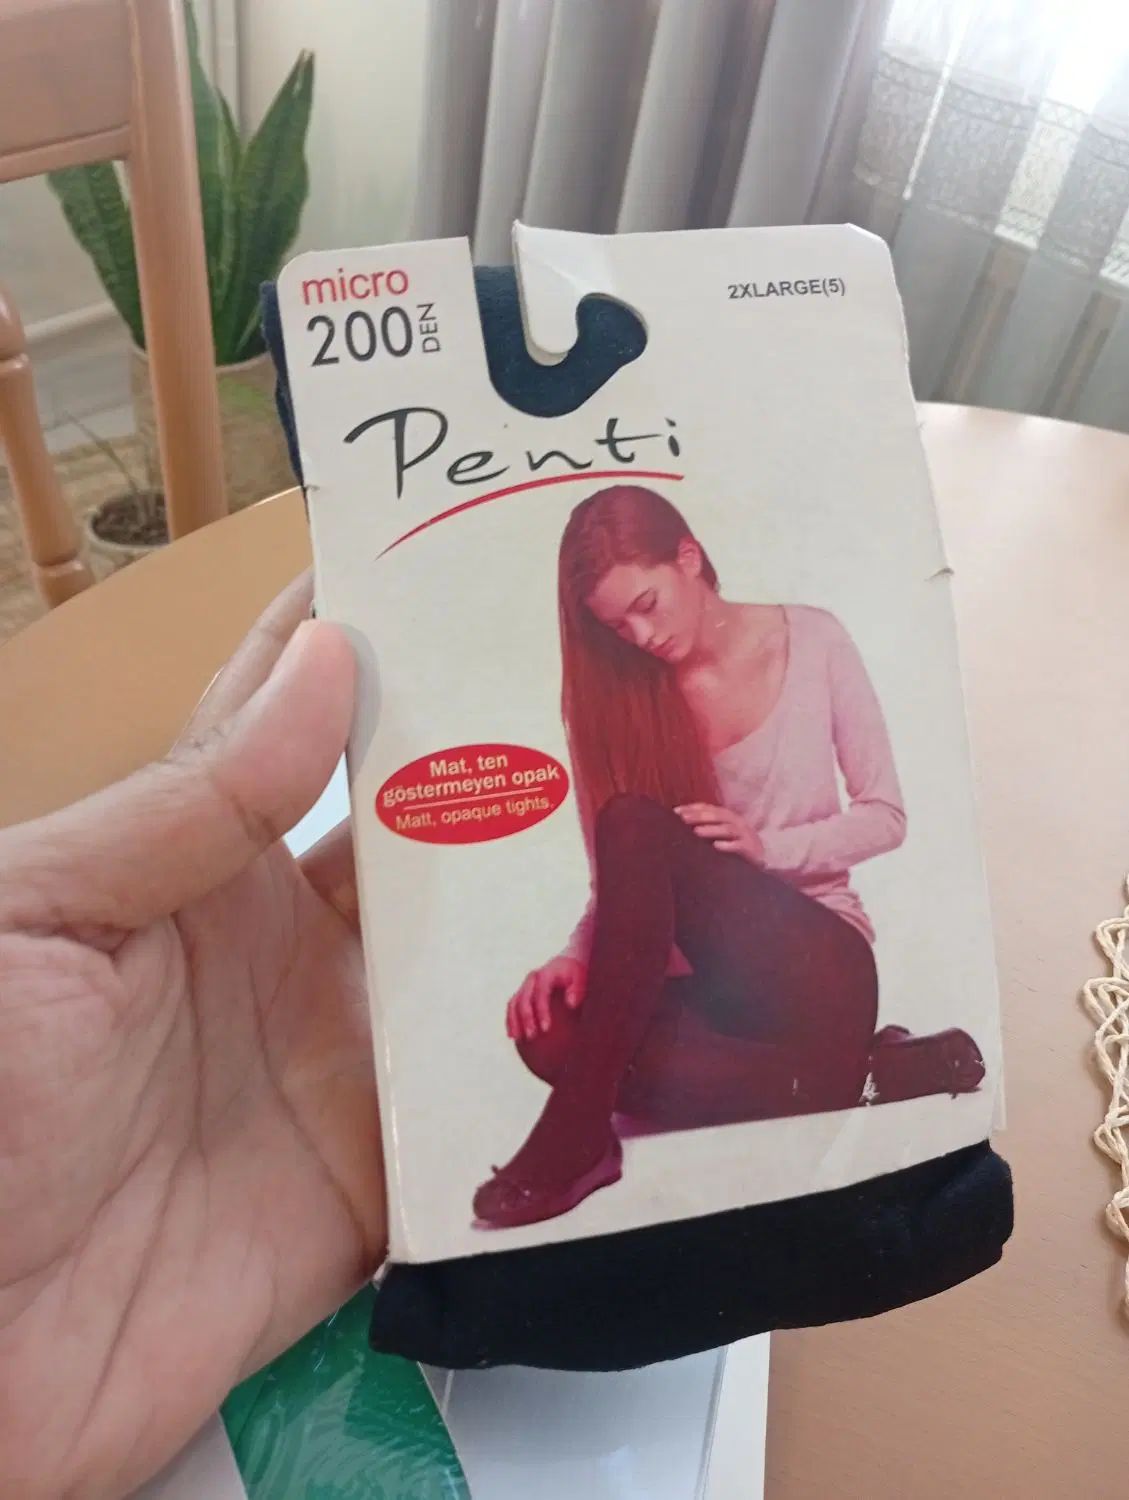 micro
200 DEN
2XLARGE(5)
Penti
Mat, ten
göstermeyen opak
Matt, opaque tights.